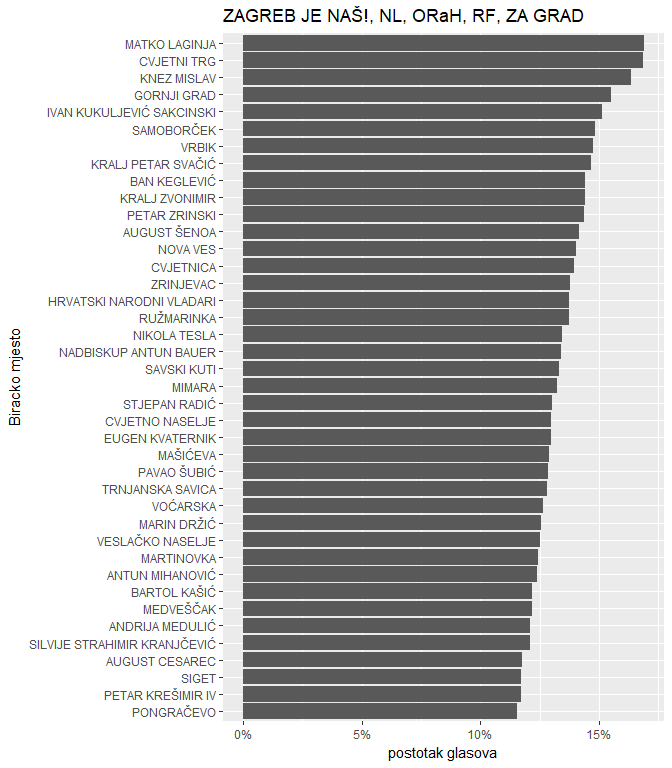 ZAGREB JE NAŠ!, NL, ORaH, RF, ZA GRAD
Biracko mjesto
MATKO LAGINJA
CVJETNI TRG
KNEZ MISLAV
GORNJI GRAD
IVAN KUKULJEVIĆ SAKCINSKI
SAMOBORČEK
VRBIK
KRALJ PETAR SVAČIĆ
BAN KEGLEVIĆ
KRALJ ZVONIMIR
PETAR ZRINSKI
AUGUST ŠENOA
NOVA VES
CVJETNICA
ZRINJEVAC
HRVATSKI NARODNI VLADARI
RUŽMARINKA
NIKOLA TESLA
NADBISKUP ANTUN BAUER
SAVSKI KUTI
MIMARA
STJEPAN RADIĆ
CVJETNO NASELJE
EUGEN KVATERNIK
MAŠIĆEVA
PAVAO ŠUBIĆ
TRNJANSKA SAVICA
VOĆARSKA
MARIN DRŽIĆ
VESLAČKO NASELJE
MARTINOVKA
ANTUN MIHANOVIĆ
BARTOL KAŠIĆ
MEDVEŠČAK
ANDRIJA MEDULIĆ
SILVIJE STRAHIMIR KRANJČEVIĆ
AUGUST CESAREC
SIGET
PETAR KREŠIMIR IV
PONGRAČEVO
0% 5% 10% 15%
postotak glasova